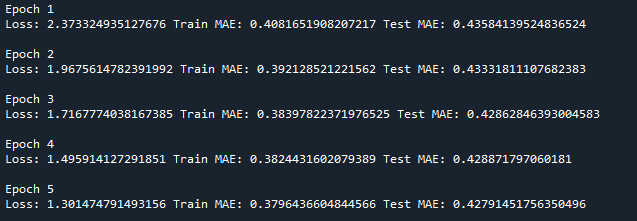 Epoch 1
Loss: 2.373324935127676 Train MAE: 0.4081651908207217 Test MAE: 0.43584139524836524
Epoch 2
Loss: 1.9675614782391992 Train MAE: 0.392128521221562 Test MAE: 0.43331811107682383
Epoch 3
Loss: 1.7167774038167385 Train MAE: 0.38397822371976525 Test MAE: 0.42862846393004583
Epoch 4
Loss: 1.495914127291851 Train MAE: 0.3824431602079389 Test MAE: 0.428871797060181
Epoch 5
Loss: 1.301474791493156 Train MAE: 0.3796436604844566 Test MAE: 0.42791451756350496